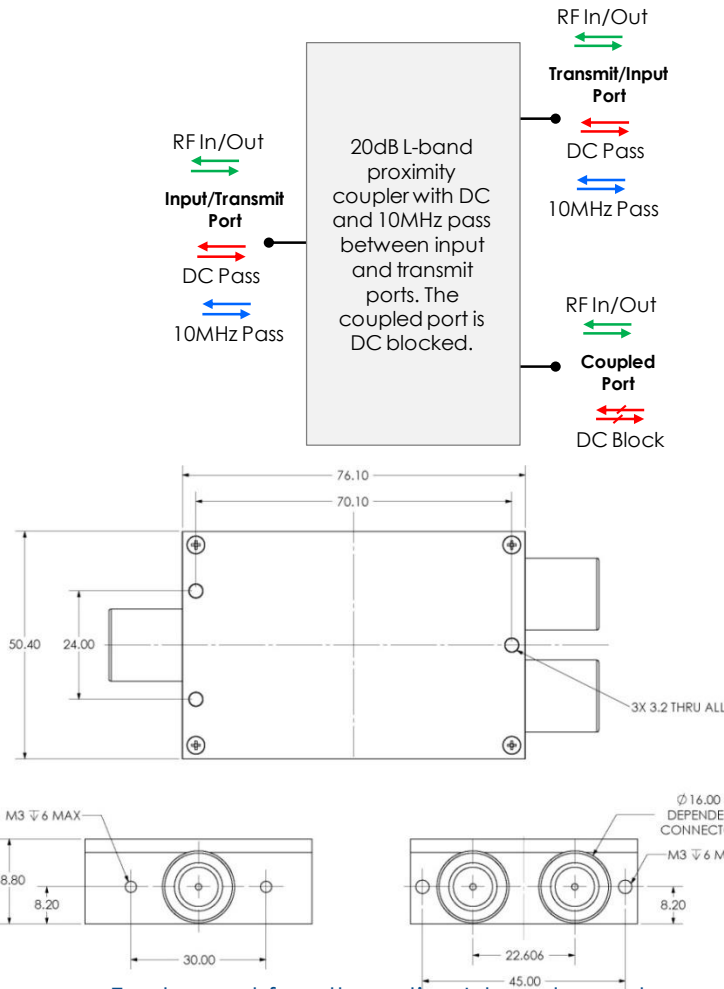 RF In/Out
Transmit/Input
Port
DC Pass
10MHz Pass
RF In/Out
Input/Transmit
Port
DC Pass
10MHz Pass
20dB L-band
proximity
coupler with DC
and 10MHz pass
between input
and transmit
ports. The
coupled port is
DC blocked.
RF In/Out
Coupled
Port
DC Block
76.10
70.10
50.40
24.00
3X 3.2 THRU ALL
M3 ↧6 MAX
8.80
8.20
30.00
Ø16.00
DEPENDE
CONNECT
M3 ↧6 M
8.20
22.606
45.00